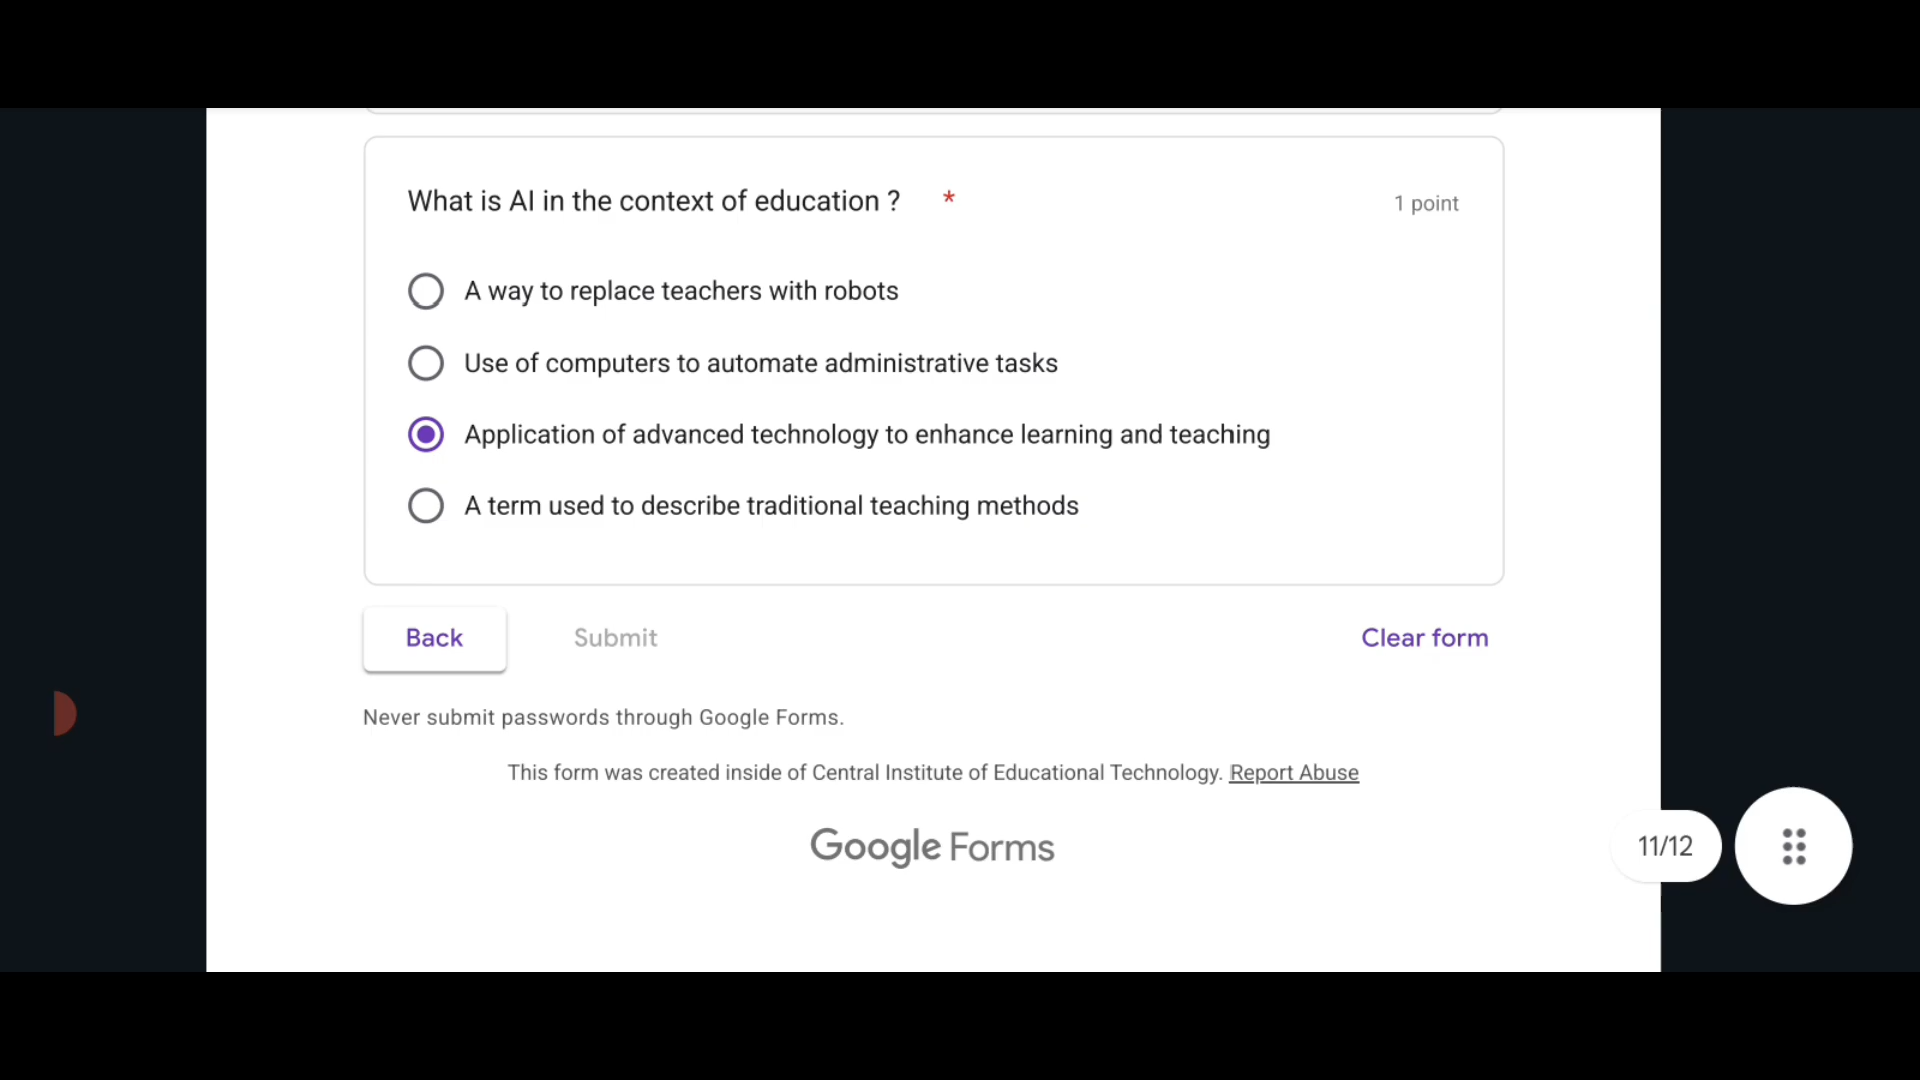 What is AI in the context of education ? *
1 point
A way to replace teachers with robots
Use of computers to automate administrative tasks
Application of advanced technology to enhance learning and teaching
A term used to describe traditional teaching methods
Back
Submit
Clear form
Never submit passwords through Google Forms.
This form was created inside of Central Institute of Educational Technology. Report Abuse
Google Forms
11/12